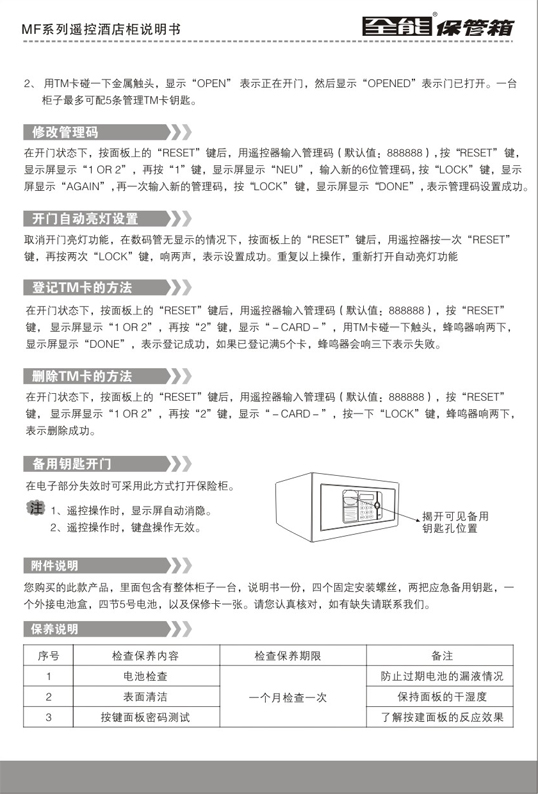 MF系列遥控酒店柜说明书
全能®保管箱
2、 用TM卡碰一下金属触头，显示“OPEN” 表示正在开门，然后显示“OPENED”表示门已打开。一台
柜子最多可配5条管理TM卡钥匙。
修改管理码
在开门状态下，按面板上的“RESET”键后，用遥控器输入管理码（默认值：888888），按“RESET” 键，
显示屏显示“1 OR 2”，再按“1”键，显示屏显示“NEU”，输入新的6位管理码，按“LOCK”键，显示
屏显示“AGAIN”，再一次输入新的管理码，按“LOCK” 键，显示屏显示“DONE”，表示管理码设置成功。
开门自动亮灯设置
取消开门亮灯功能，在数码管无显示的情况下，按面板上的“RESET”键后，用遥控器按一次“RESET”
键，再按两次“LOCK”键，响两声，表示设置成功。重复以上操作，重新打开自动亮灯功能
登记TM卡的方法
在开门状态下，按面板上的“RESET”键后，用遥控器输入管理码（默认值：888888），按“RESET”
键， 显示屏显示“1 OR 2”，再按“2”键，显示“－CARD－”，用TM卡碰一下触头，蜂鸣器响两下，
显示屏显示“DONE”，表示登记成功，如果已登记满5个卡，蜂鸣器会响三下表示失败。
删除TM卡的方法
在开门状态下，按面板上的“RESET”键后，用遥控器输入管理码（默认值：888888），按“RESET”
键， 显示屏显示“1 OR 2”，再按“2”键，显示“－CARD－”，按一下“LOCK”键，蜂鸣器响两下，
表示删除成功。
备用钥匙开门
在电子部分失效时可采用此方式打开保险柜。
注 1、遥控操作时，显示屏自动消隐。
2、遥控操作时，键盘操作无效。
揭开可见备用
钥匙孔位置
附件说明
您购买的此款产品，里面包含有整体柜子一台，说明书一份，四个固定安装螺丝，两把应急备用钥匙，一
个外接电池盒，四节5号电池，以及保修卡一张。请您认真核对，如有缺失请联系我们。
保养说明
序号 检查保养内容 检查保养期限 备注
1 电池检查 防止过期电池的漏液情况
2 表面清洁 一个月检查一次 保持面板的干湿度
3 按键面板密码测试 了解按建面板的反应效果